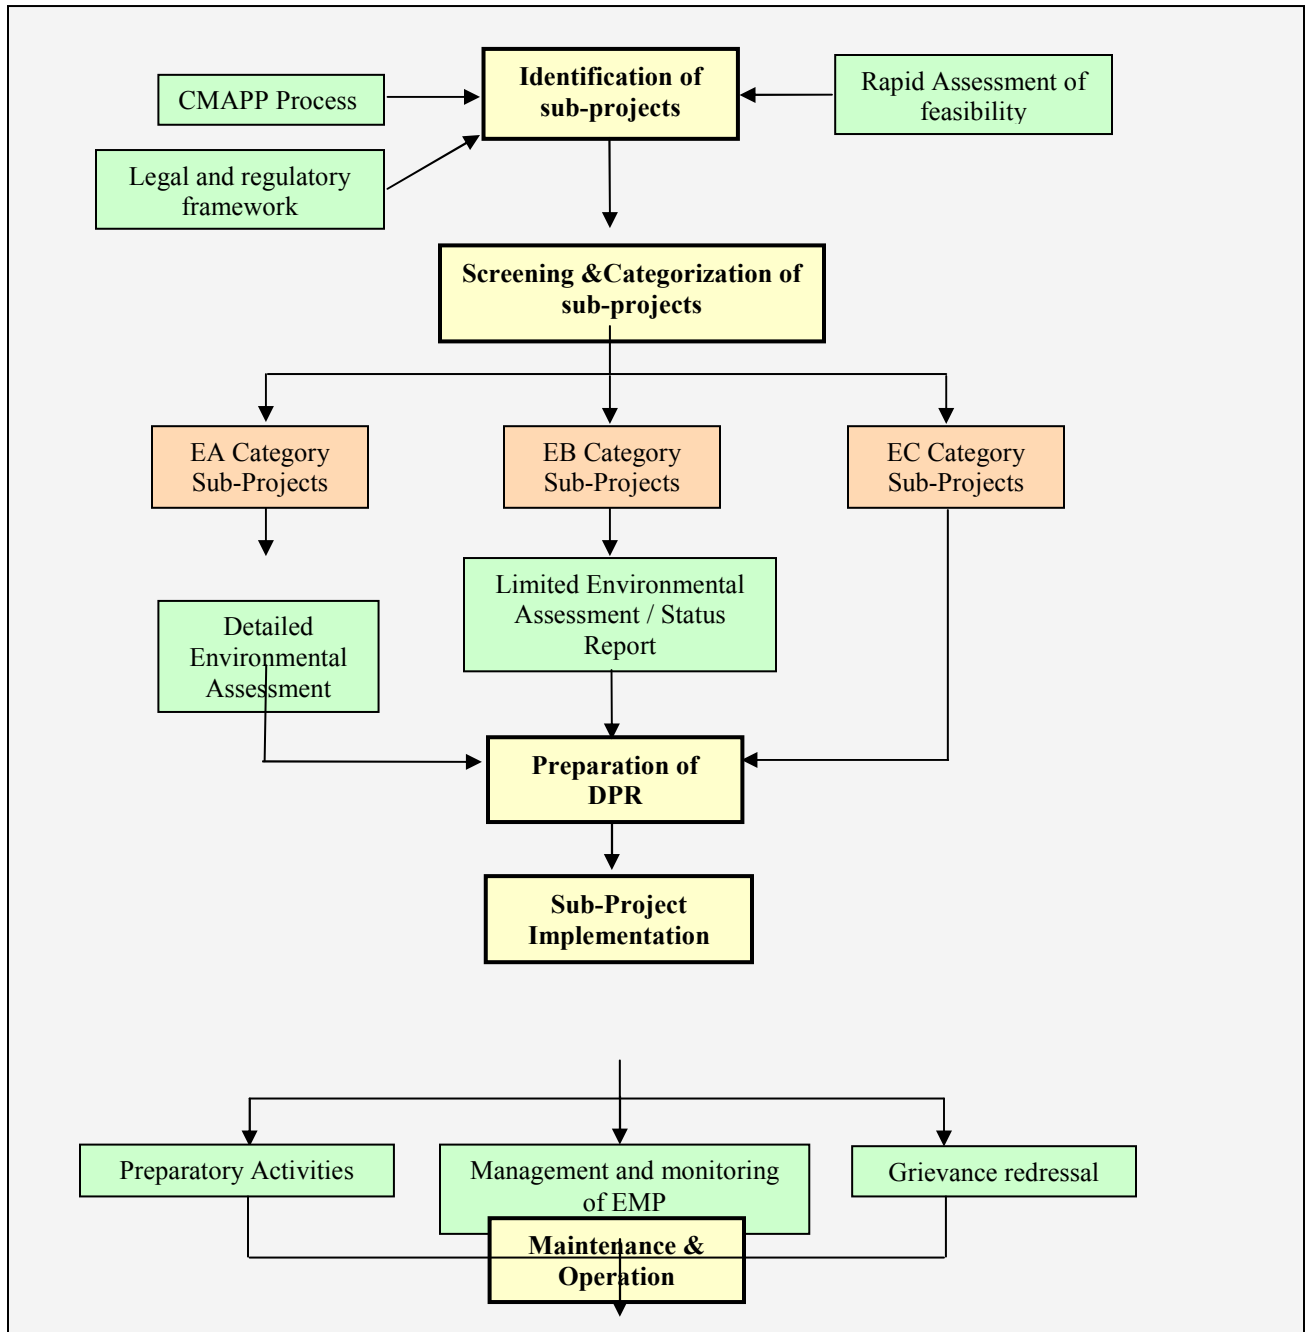 Identification of
sub-projects
CMAPP Process
Rapid Assessment of
feasibility
Legal and regulatory
framework
Screening &Categorization of
sub-projects
EA Category
Sub-Projects
EB Category
Sub-Projects
EC Category
Sub-Projects
Limited Environmental
Assessment / Status
Report
Detailed
Environmental
Assessment
Preparation of
DPR
Sub-Project
Implementation
Preparatory Activities
Management and monitoring
of EMP
Grievance redressal
Maintenance &
Operation